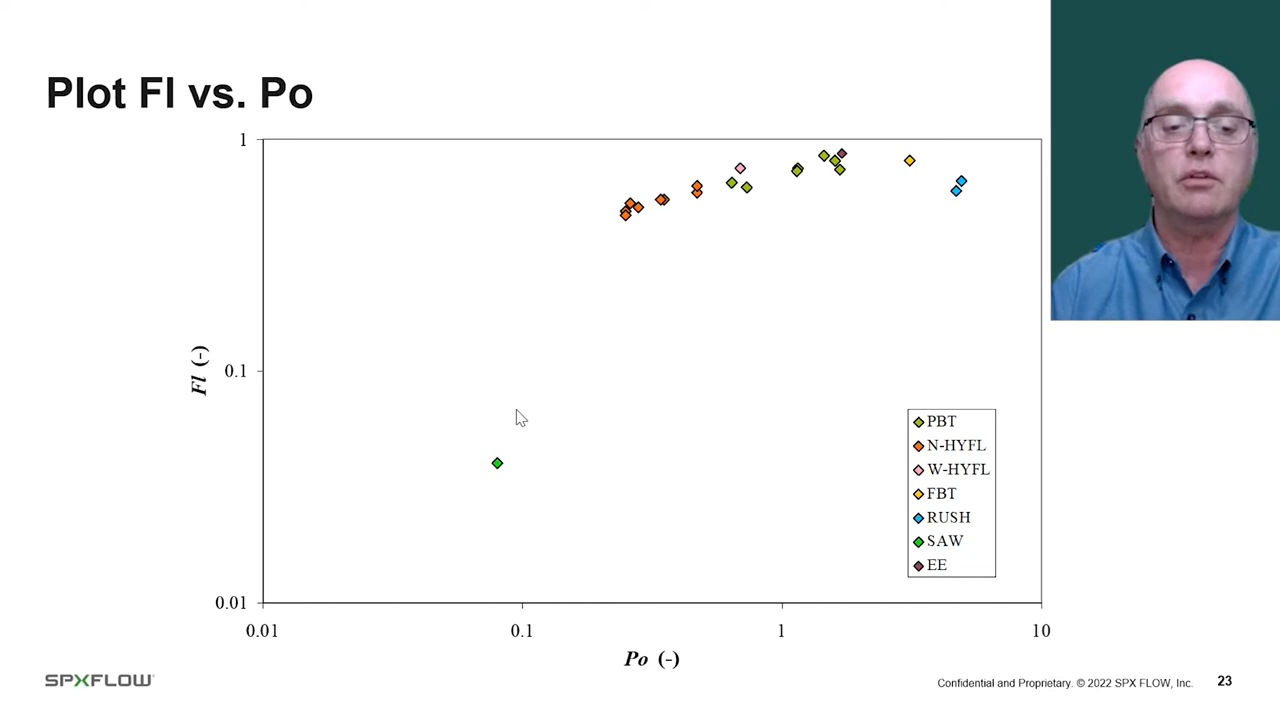 Plot Fl vs. Po
1
0.1
0.01
Fl (-)
0.01
0.1
1
10
Po (-)
PBT
N-HYFL
W-HYFL
FBT
RUSH
SAW
EE
SPXFLOW
Confidential and Proprietary. © 2022 SPX FLOW, Inc. 23